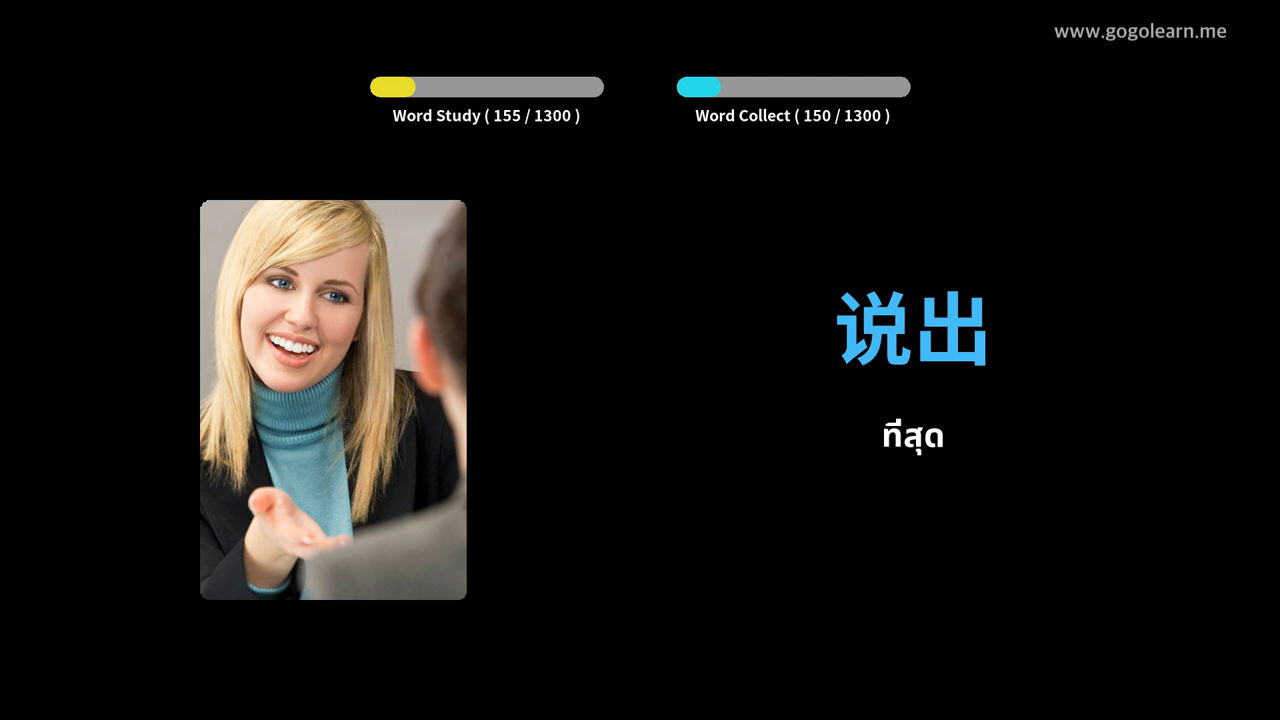 www.gogolearn.me
Word Study ( 155 / 1300 )
Word Collect ( 150 / 1300 )
说出
ที่สุด